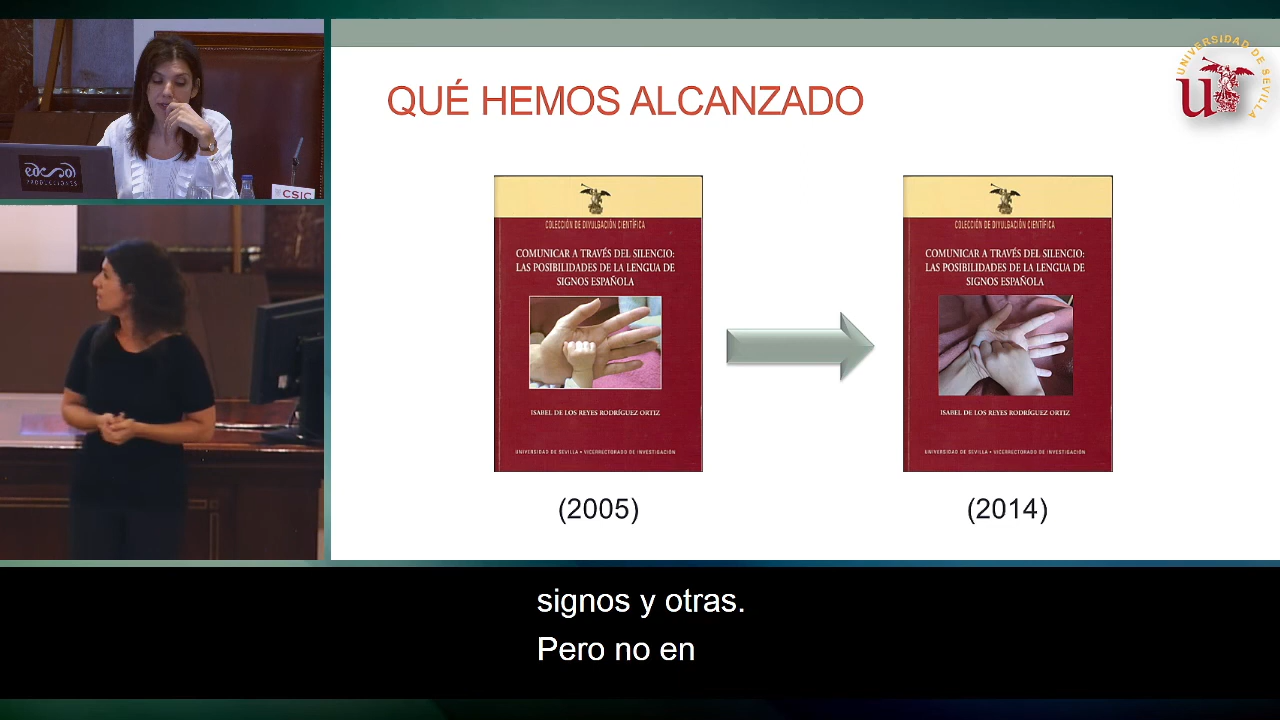 QUÉ HEMOS ALCANZADO
UNIVERSIDAD DE SEVILLA
u
COLECCIÓN DE DIVULGACIÓN CIENTÍFICA
COMUNICAR A TRAVÉS DEL SILENCIO:
LAS POSIBILIDADES DE LA LENGUA DE
SIGNOS ESPAÑOLA
ISABEL DE LOS REYES RODRÍGUEZ ORTIZ
UNIVERSIDAD DE SEVILLA • VICERRECTORADO DE INVESTIGACIÓN
(2005)
COLECCIÓN DE DIVULGACIÓN CIENTÍFICA
COMUNICAR A TRAVÉS DEL SILENCIO:
LAS POSIBILIDADES DE LA LENGUA DE
SIGNOS ESPAÑOLA
ISABEL DE LOS REYES RODRÍGUEZ ORTIZ
UNIVERSIDAD DE SEVILLA • VICERRECTORADO DE INVESTIGACIÓN
(2014)
PRODUCCIONES
CSIC
signos y otras.
Pero no en